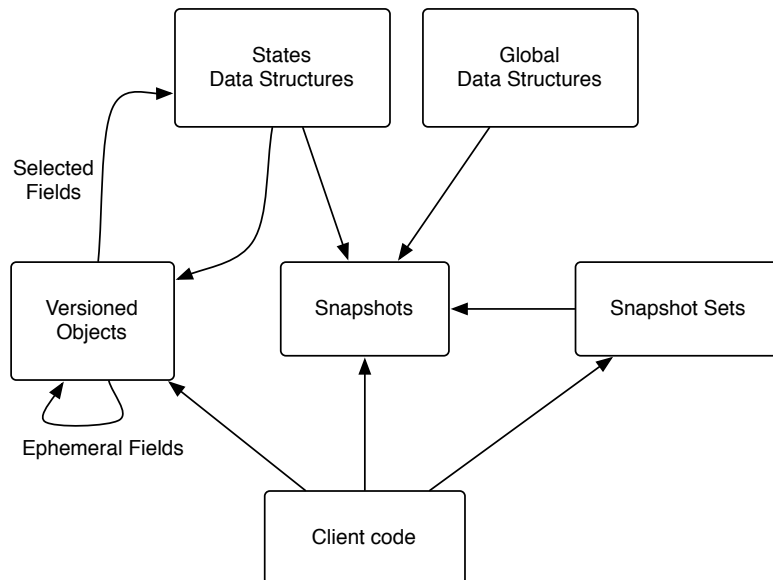 States
Data Structures
Global
Data Structures
Selected
Fields
Versioned
Objects
Snapshots
Snapshot Sets
Ephemeral Fields
Client code